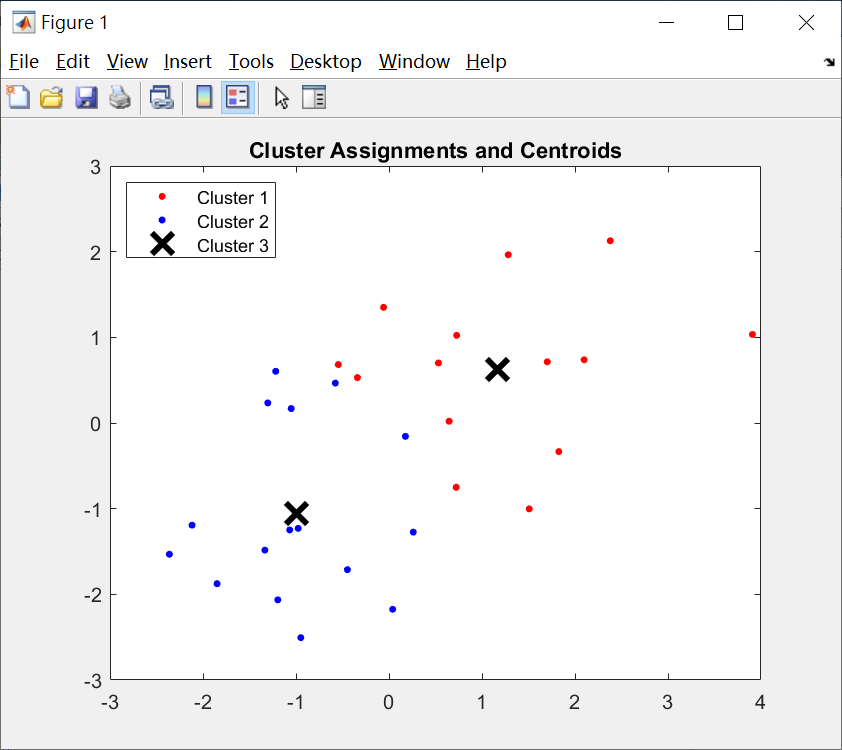 Figure 1
File Edit View Insert Tools Desktop Window Help
Cluster Assignments and Centroids
Cluster 1
Cluster 2
Cluster 3
3
2
1
0
-1
-2
-3
-3 -2 -1 0 1 2 3 4